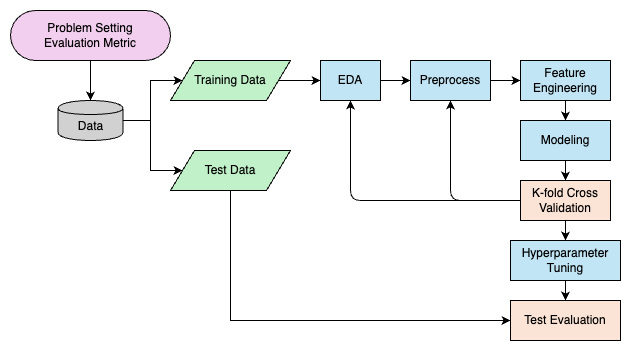 Problem Setting
Evaluation Metric
Data
Training Data
EDA
Preprocess
Feature
Engineering
Modeling
Test Data
K-fold Cross
Validation
Hyperparameter
Tuning
Test Evaluation